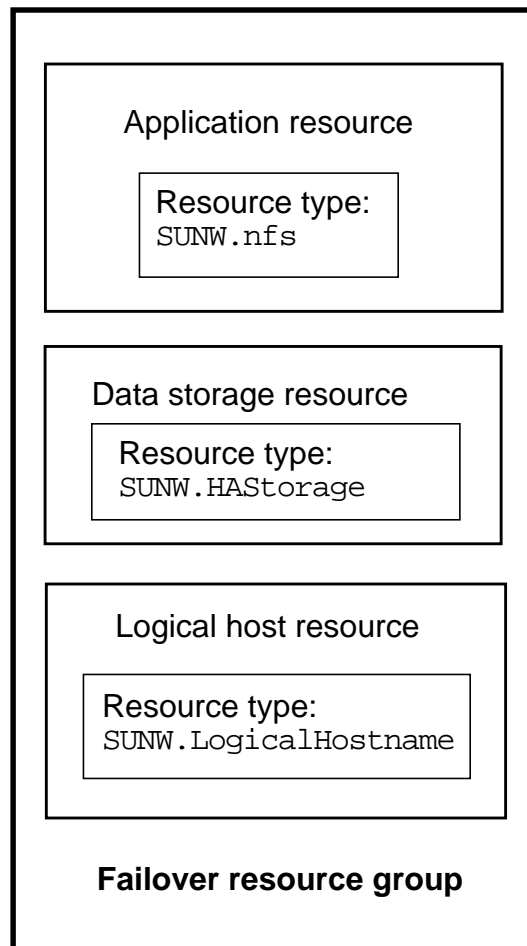 Application resource
Resource type:
SUNW.nfs
Data storage resource
Resource type:
SUNW.HAStorage
Logical host resource
Resource type:
SUNW.LogicalHostname
Failover resource group